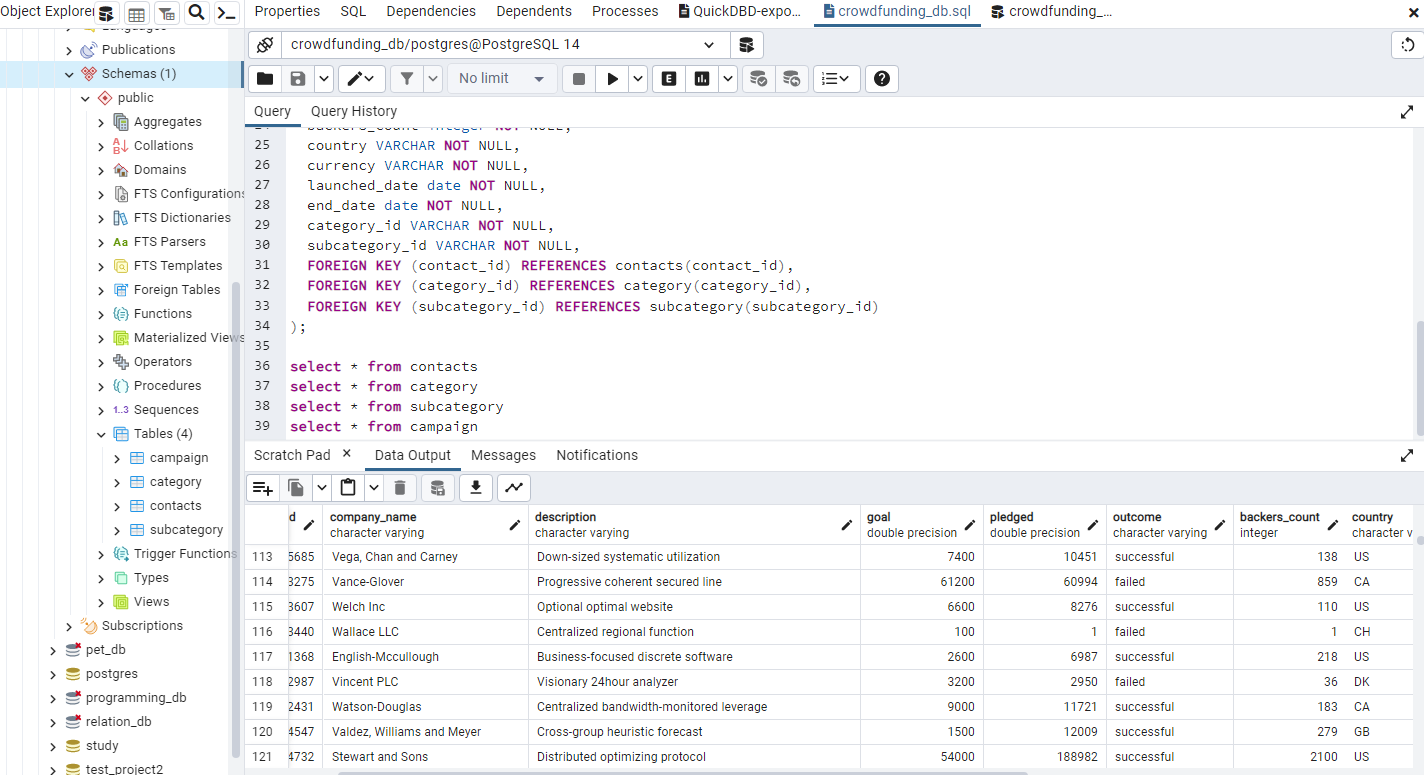 Object Explorer
Properties SQL Dependencies Dependents Processes QuickDBD-expo... crowdfunding_db.sql crowdfunding_...
Publications
Schemas (1)
public
Aggregates
Collations
Domains
FTS Configurations
FTS Dictionaries
Aa FTS Parsers
FTS Templates
Foreign Tables
Functions
Materialized Views
Operators
Procedures
1..3 Sequences
Tables (4)
campaign
category
contacts
subcategory
Trigger Functions
Types
Views
Subscriptions
pet_db
postgres
programming_db
relation_db
study
test_project2
crowdfunding_db/postgres@PostgreSQL 14
No limit
E
Query Query History
24 backers_count integer NOT NULL,
25 country VARCHAR NOT NULL,
26 currency VARCHAR NOT NULL,
27 launched_date date NOT NULL,
28 end_date date NOT NULL,
29 category_id VARCHAR NOT NULL,
30 subcategory_id VARCHAR NOT NULL,
31 FOREIGN KEY (contact_id) REFERENCES contacts(contact_id),
32 FOREIGN KEY (category_id) REFERENCES category(category_id),
33 FOREIGN KEY (subcategory_id) REFERENCES subcategory(subcategory_id)
34 );
35
36 select * from contacts
37 select * from category
38 select * from subcategory
39 select * from campaign
Scratch Pad × Data Output Messages Notifications
d company_name description goal pledged outcome backers_count country
character varying character varying double precision double precision character varying integer character v
113 5685 Vega, Chan and Carney Down-sized systematic utilization 7400 10451 successful 138 US
114 3275 Vance-Glover Progressive coherent secured line 61200 60994 failed 859 CA
115 3607 Welch Inc Optional optimal website 6600 8276 successful 110 US
116 3440 Wallace LLC Centralized regional function 100 1 failed 1 CH
117 1368 English-Mccullough Business-focused discrete software 2600 6987 successful 218 US
118 2987 Vincent PLC Visionary 24hour analyzer 3200 2950 failed 36 DK
119 2431 Watson-Douglas Centralized bandwidth-monitored leverage 9000 11721 successful 183 CA
120 4547 Valdez, Williams and Meyer Cross-group heuristic forecast 1500 12009 successful 279 GB
121 4732 Stewart and Sons Distributed optimizing protocol 54000 188982 successful 2100 US